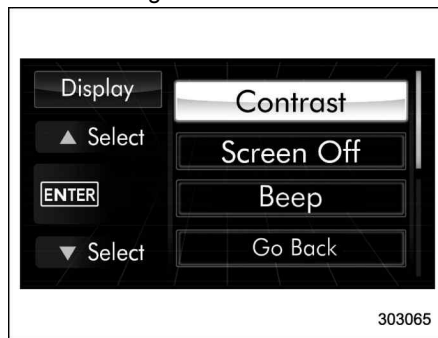 Display
Contrast
▲ Select
Screen Off
ENTER
Beep
▼ Select
Go Back
303065